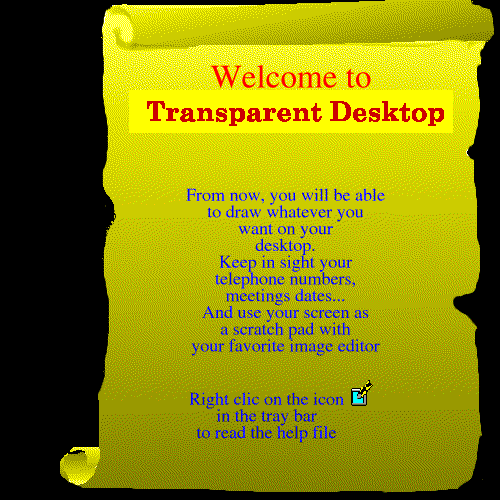 Welcome to
Transparent Desktop
From now, you will be able
to draw whatever you
want on your
desktop.
Keep in sight your
telephone numbers,
meetings dates...
And use your screen as
a scratch pad with
your favorite image editor
Right clic on the icon
in the tray bar
to read the help file